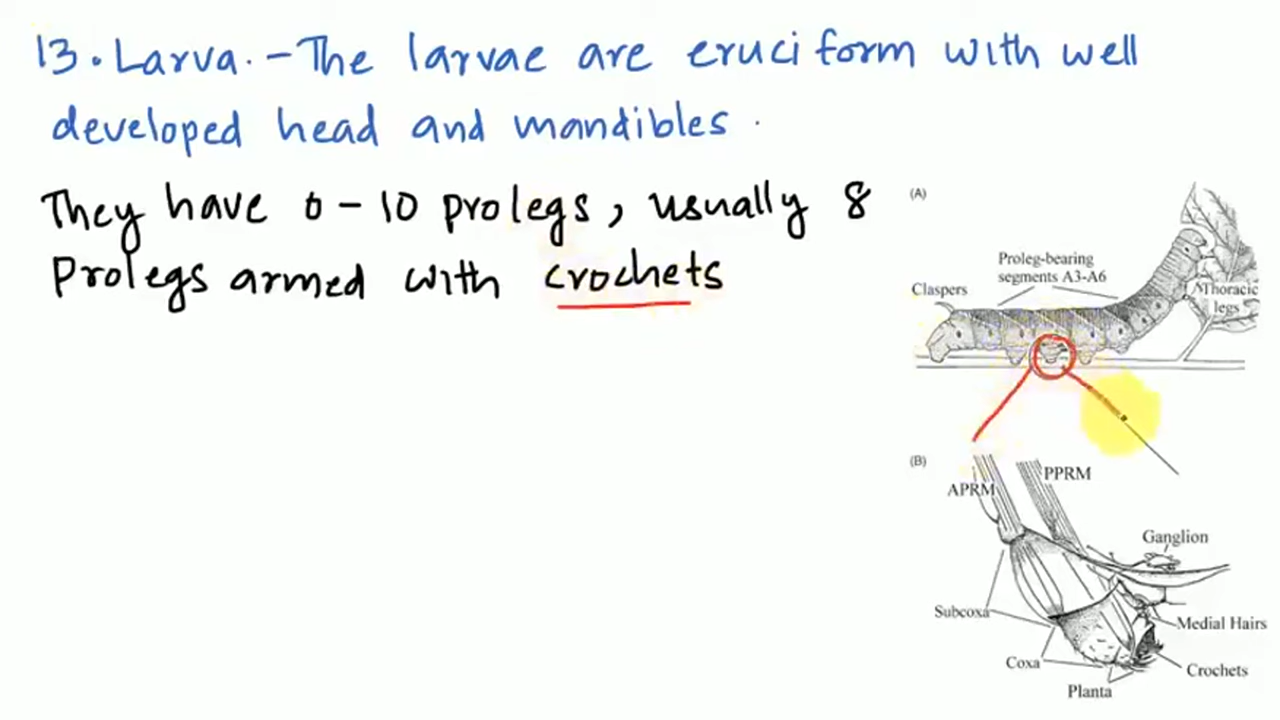 13. Larva. - The larvae are eruciform with well
developed head and mandibles.
They have 0-10 prolegs, usually 8
Prolegs armed with crochets
(A)
Proleg-bearing
segments A3-A6
Claspers
Thoracic
legs
(B)
PPRM
APRM
Ganglion
Subcoxa
Medial Hairs
Coxa
Crochets
Planta